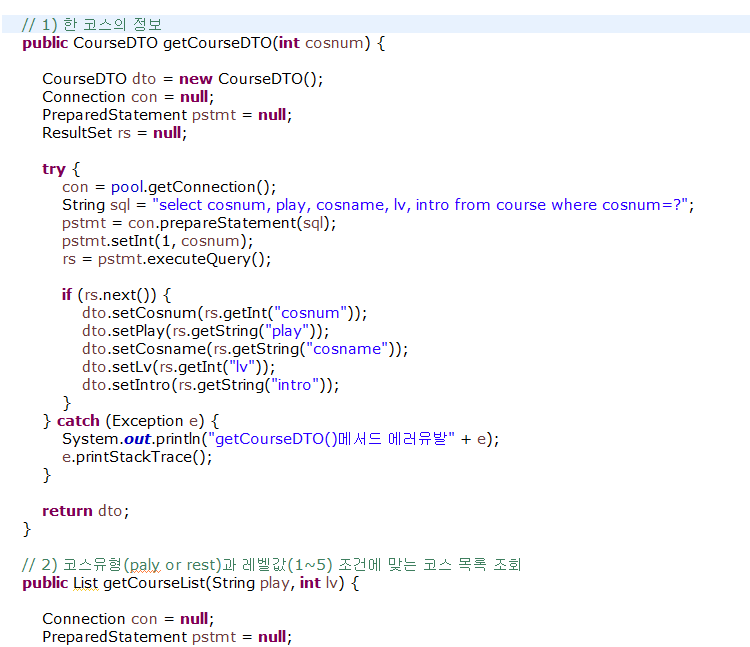 // 1) 한 코스의 정보
public CourseDTO getCourseDTO(int cosnum) {
CourseDTO dto = new CourseDTO();
Connection con = null;
PreparedStatement pstmt = null;
ResultSet rs = null;
try {
con = pool.getConnection();
String sql = "select cosnum, play, cosname, lv, intro from course where cosnum=?";
pstmt = con.prepareStatement(sql);
pstmt.setInt(1, cosnum);
rs = pstmt.executeQuery();
if (rs.next()) {
dto.setCosnum(rs.getInt("cosnum"));
dto.setPlay(rs.getString("play"));
dto.setCosname(rs.getString("cosname"));
dto.setLv(rs.getInt("lv"));
dto.setIntro(rs.getString("intro"));
}
} catch (Exception e) {
System.out.println("getCourseDTO()메서드 에러유발" + e);
e.printStackTrace();
}
return dto;
}
// 2) 코스유형(paly or rest)과 레벨값(1~5) 조건에 맞는 코스 목록 조회
public List getCourseList(String play, int lv) {
Connection con = null;
PreparedStatement pstmt = null;